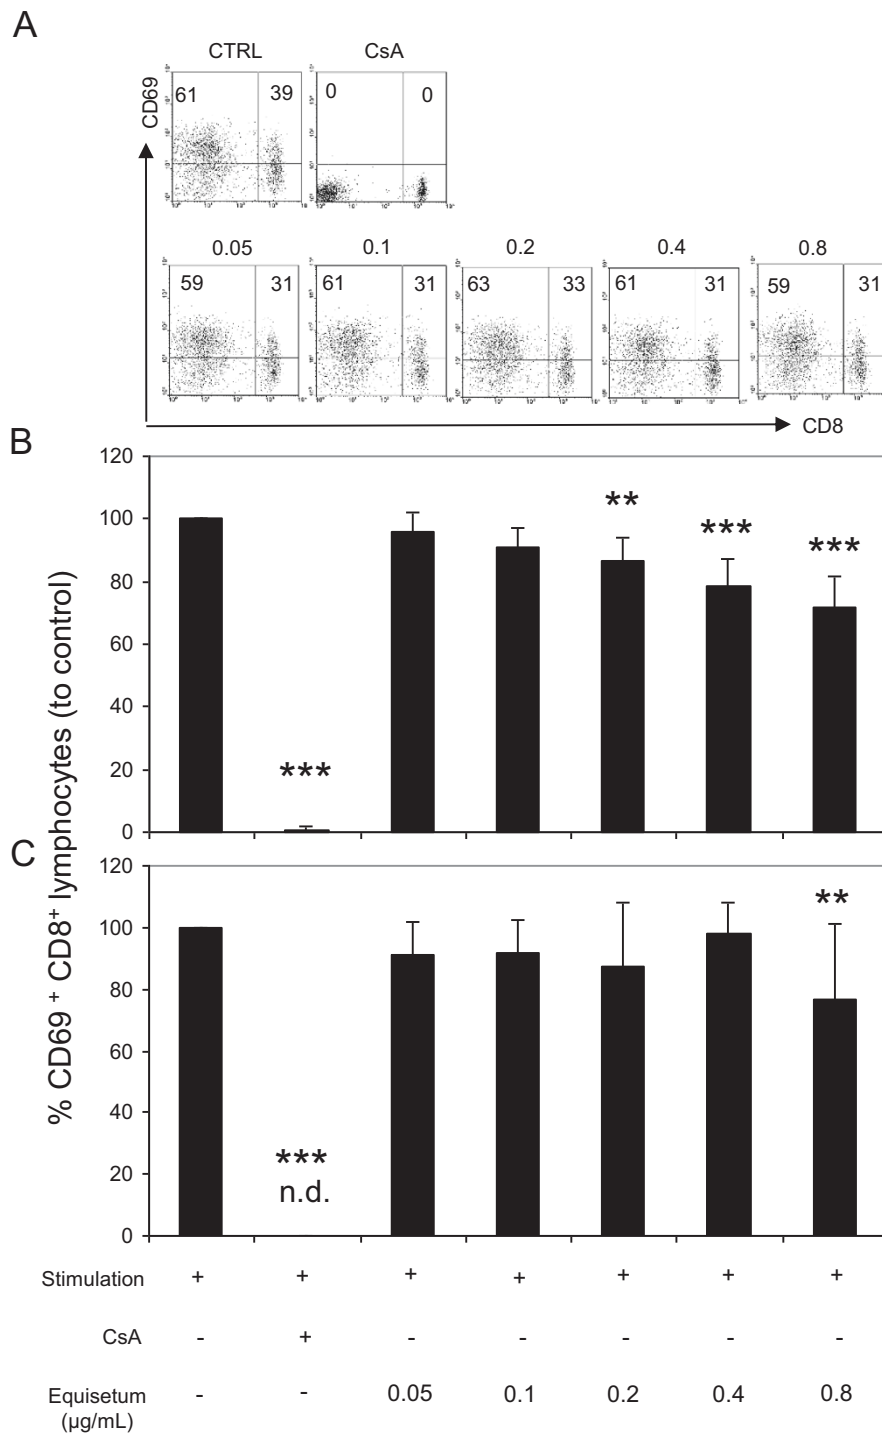 A
CTRL CsA
CD69
61 39 0 0
0.05 0.1 0.2 0.4 0.8
59 31 61 31 63 33 61 31 59 31
CD8
B
120
100
80
60
40
20
0
** *** ***
***
% CD69 + CD8+ lymphocytes (to control)
C
120
100
80
60
40
20
0
**
***
n.d.
Stimulation + + + + + + +
CsA - + - - - - -
Equisetum - - 0.05 0.1 0.2 0.4 0.8
(µg/mL)